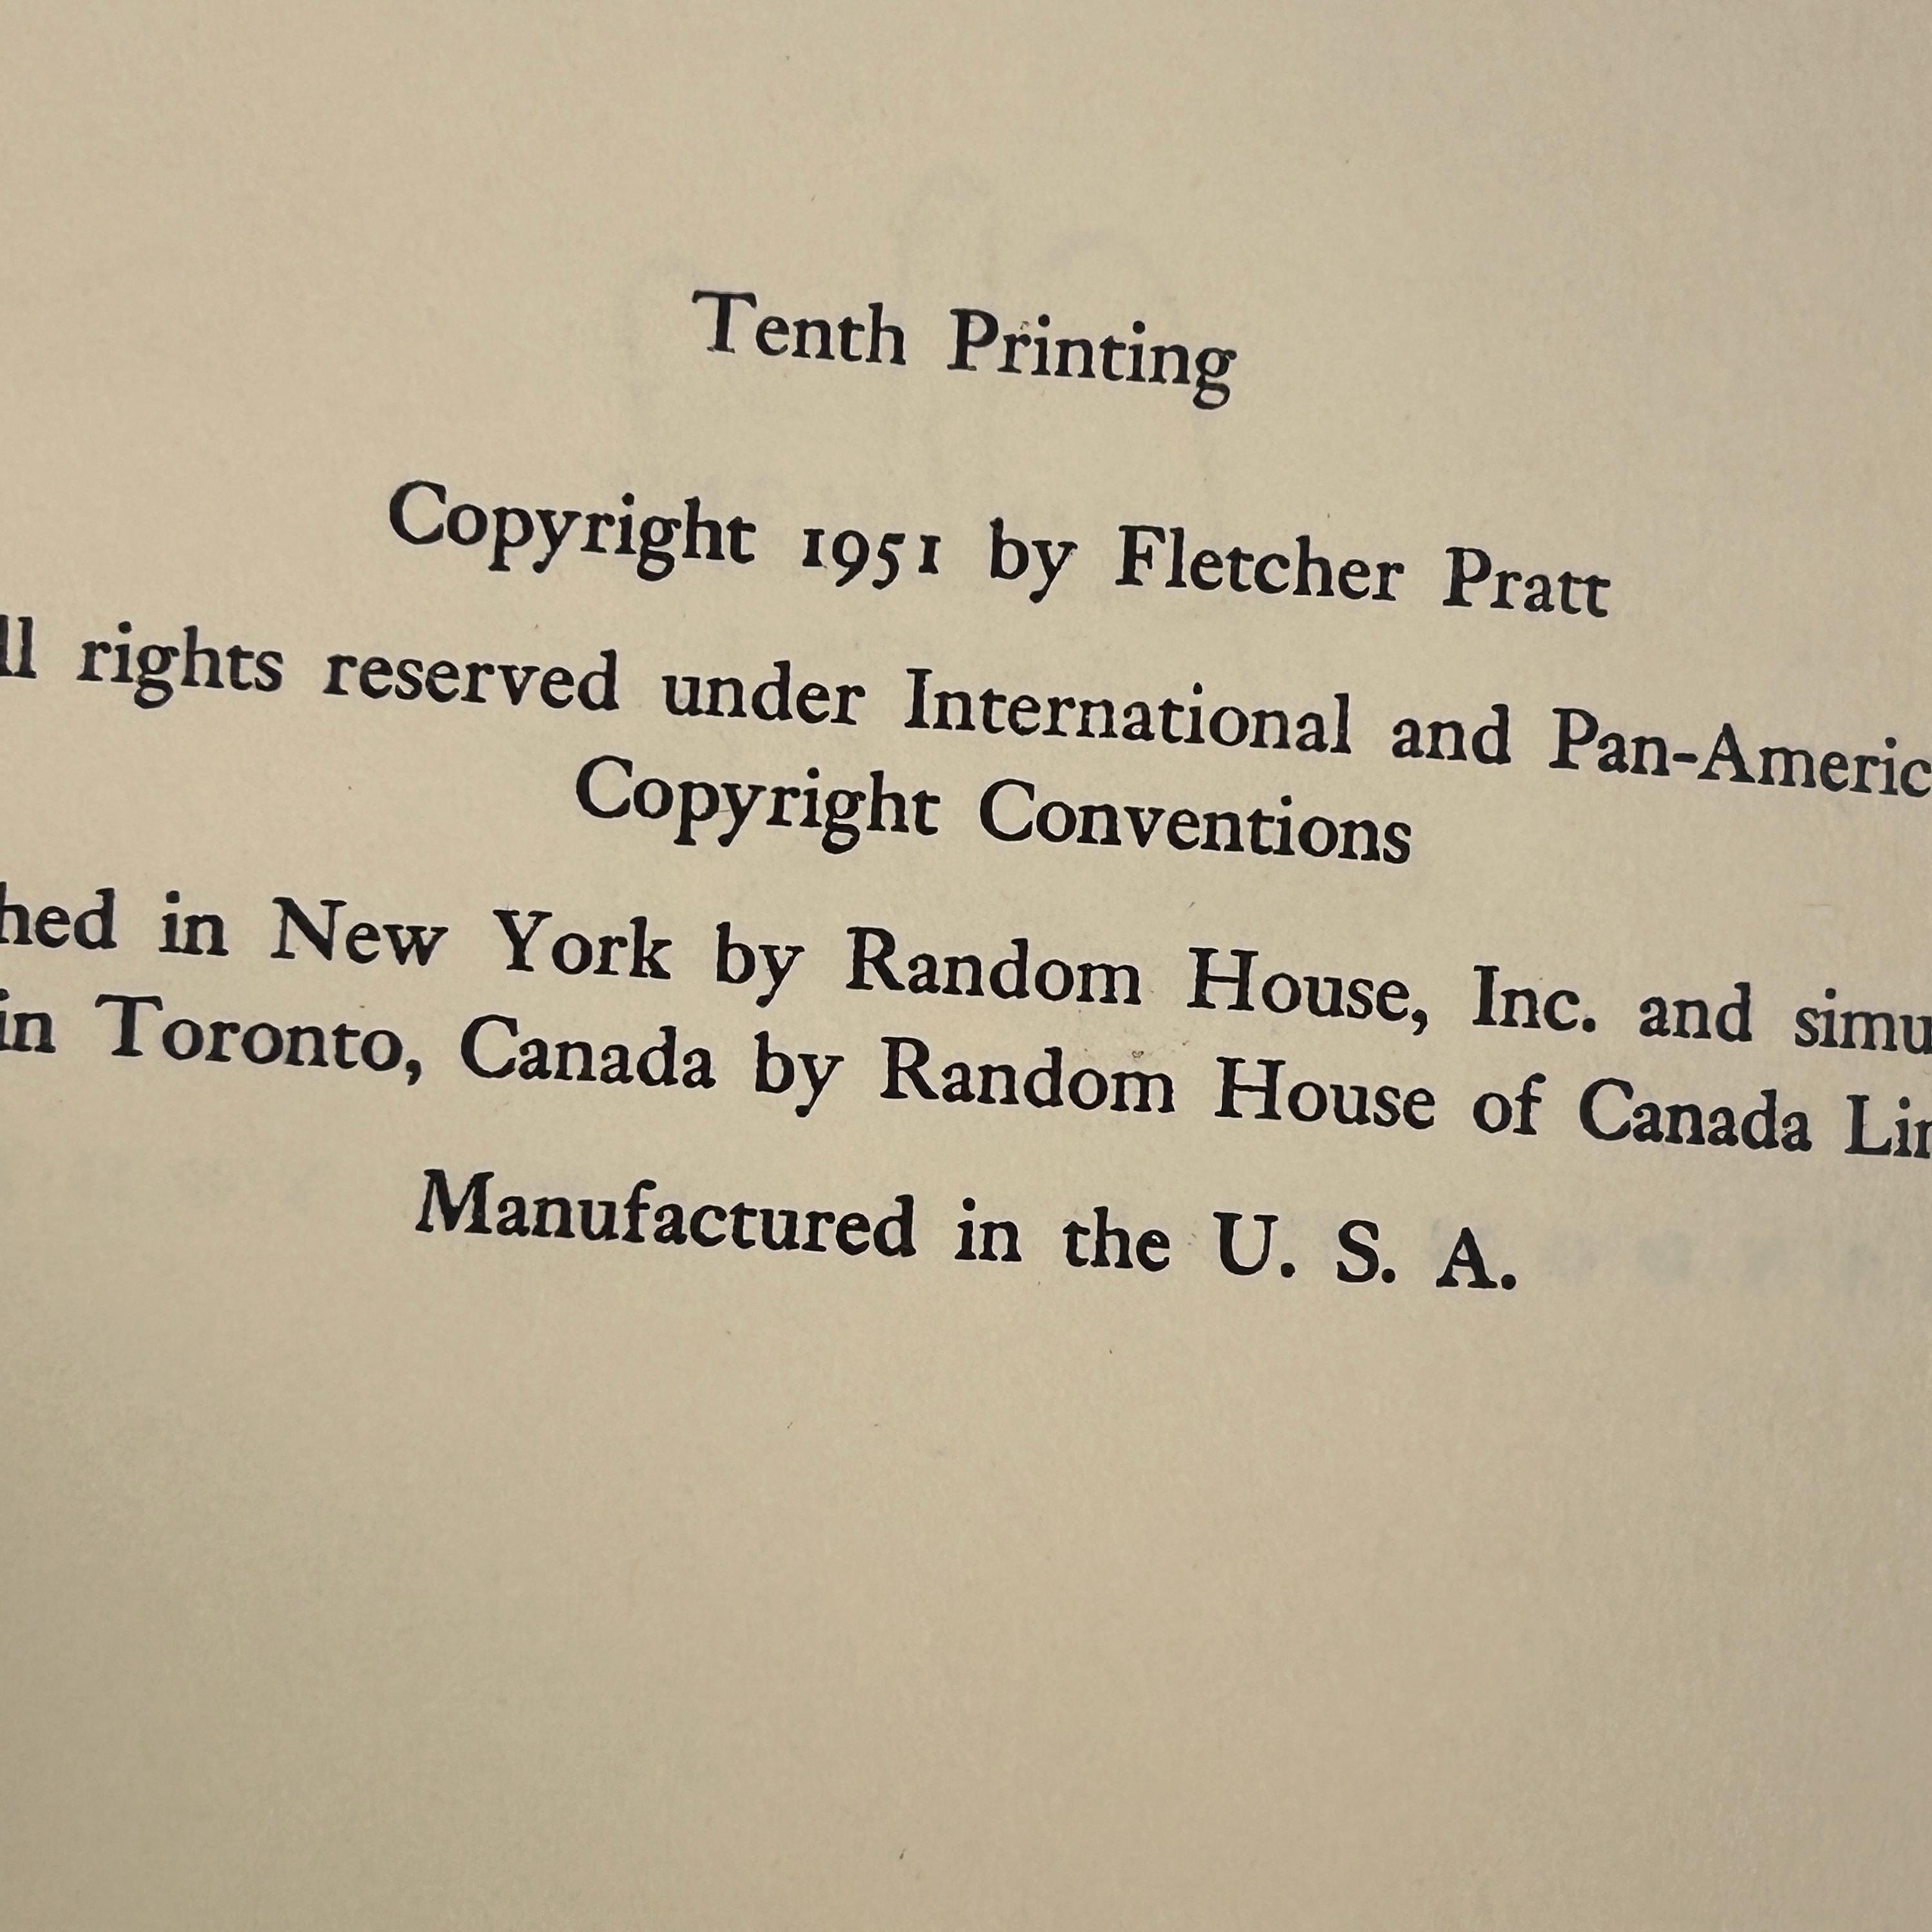 Tenth Printing
Copyright 1951 by Fletcher Pratt
ll rights reserved under International and Pan-Americ
Copyright Conventions
hed in New York by Random House, Inc. and simu
in Toronto, Canada by Random House of Canada Lim
Manufactured in the U. S. A.